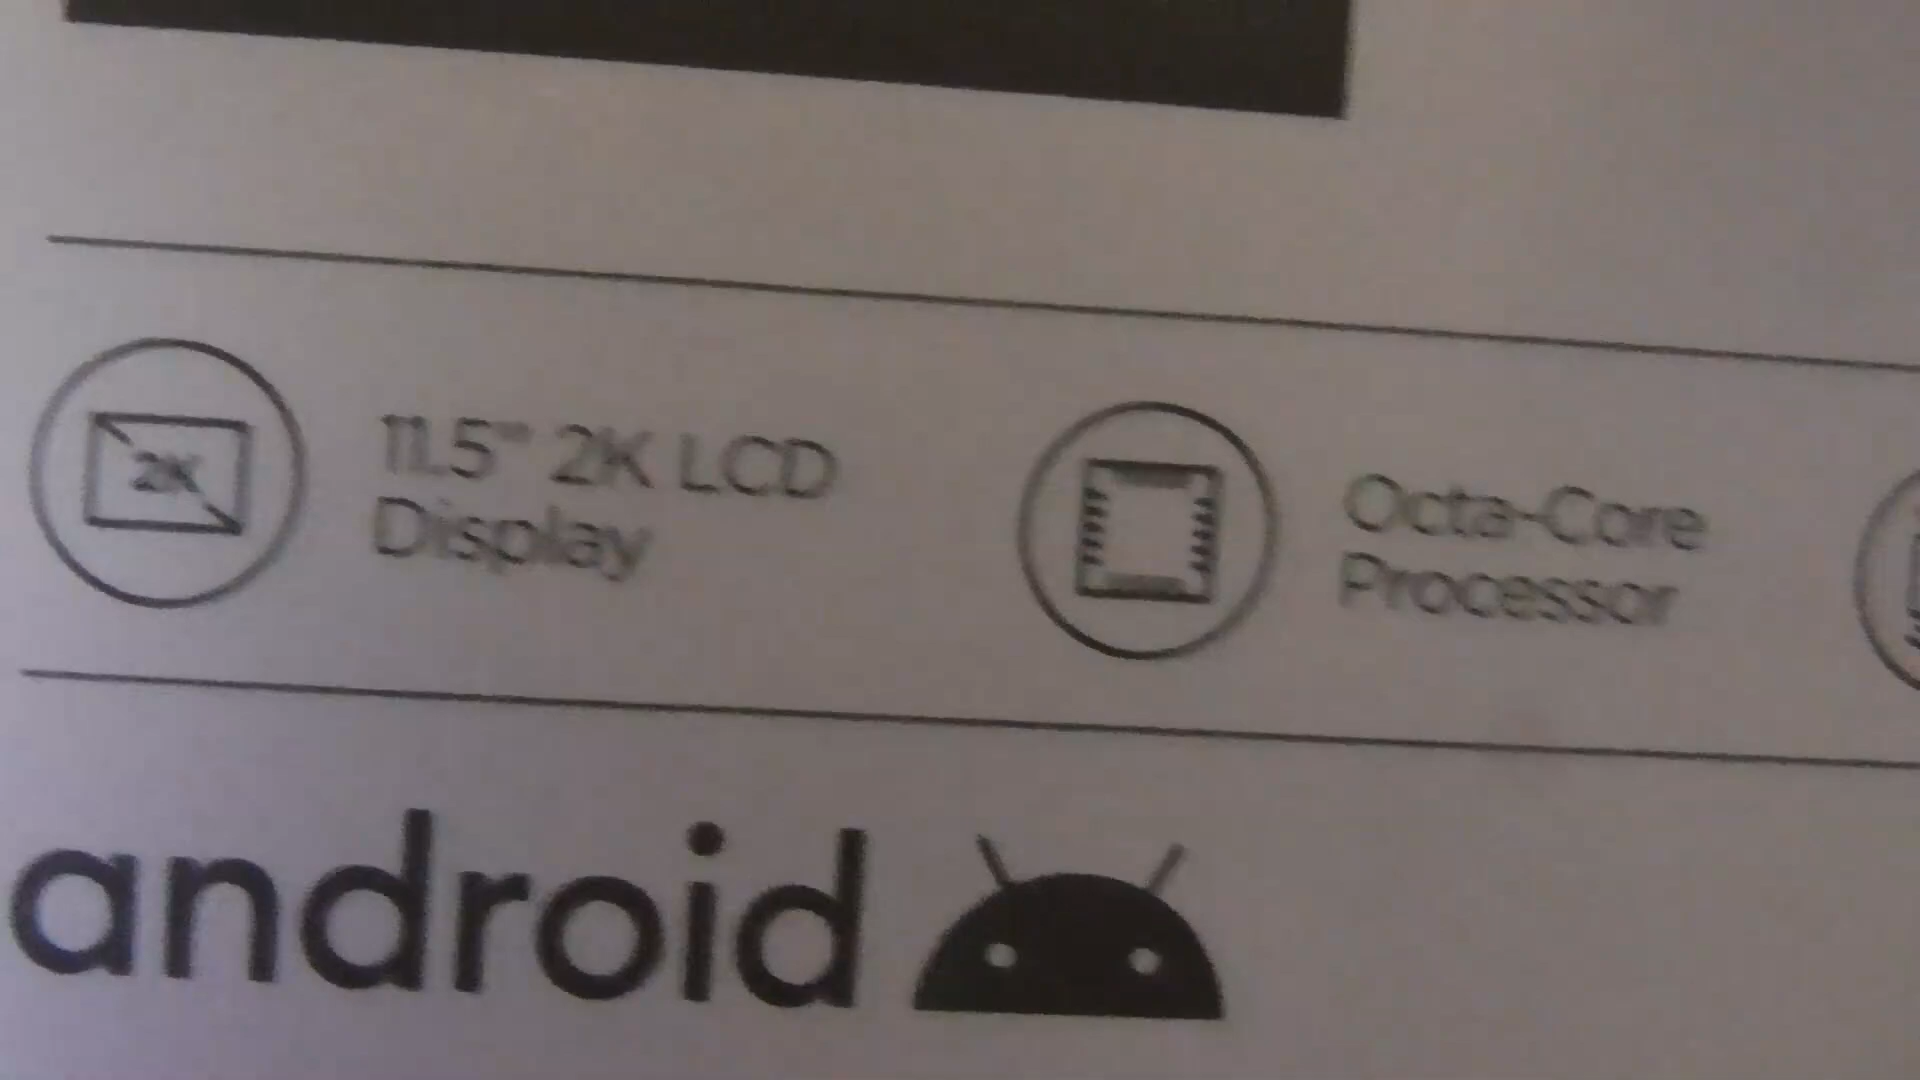 2K
11.5" 2K LCD
Display
Octa-Core
Processor
android